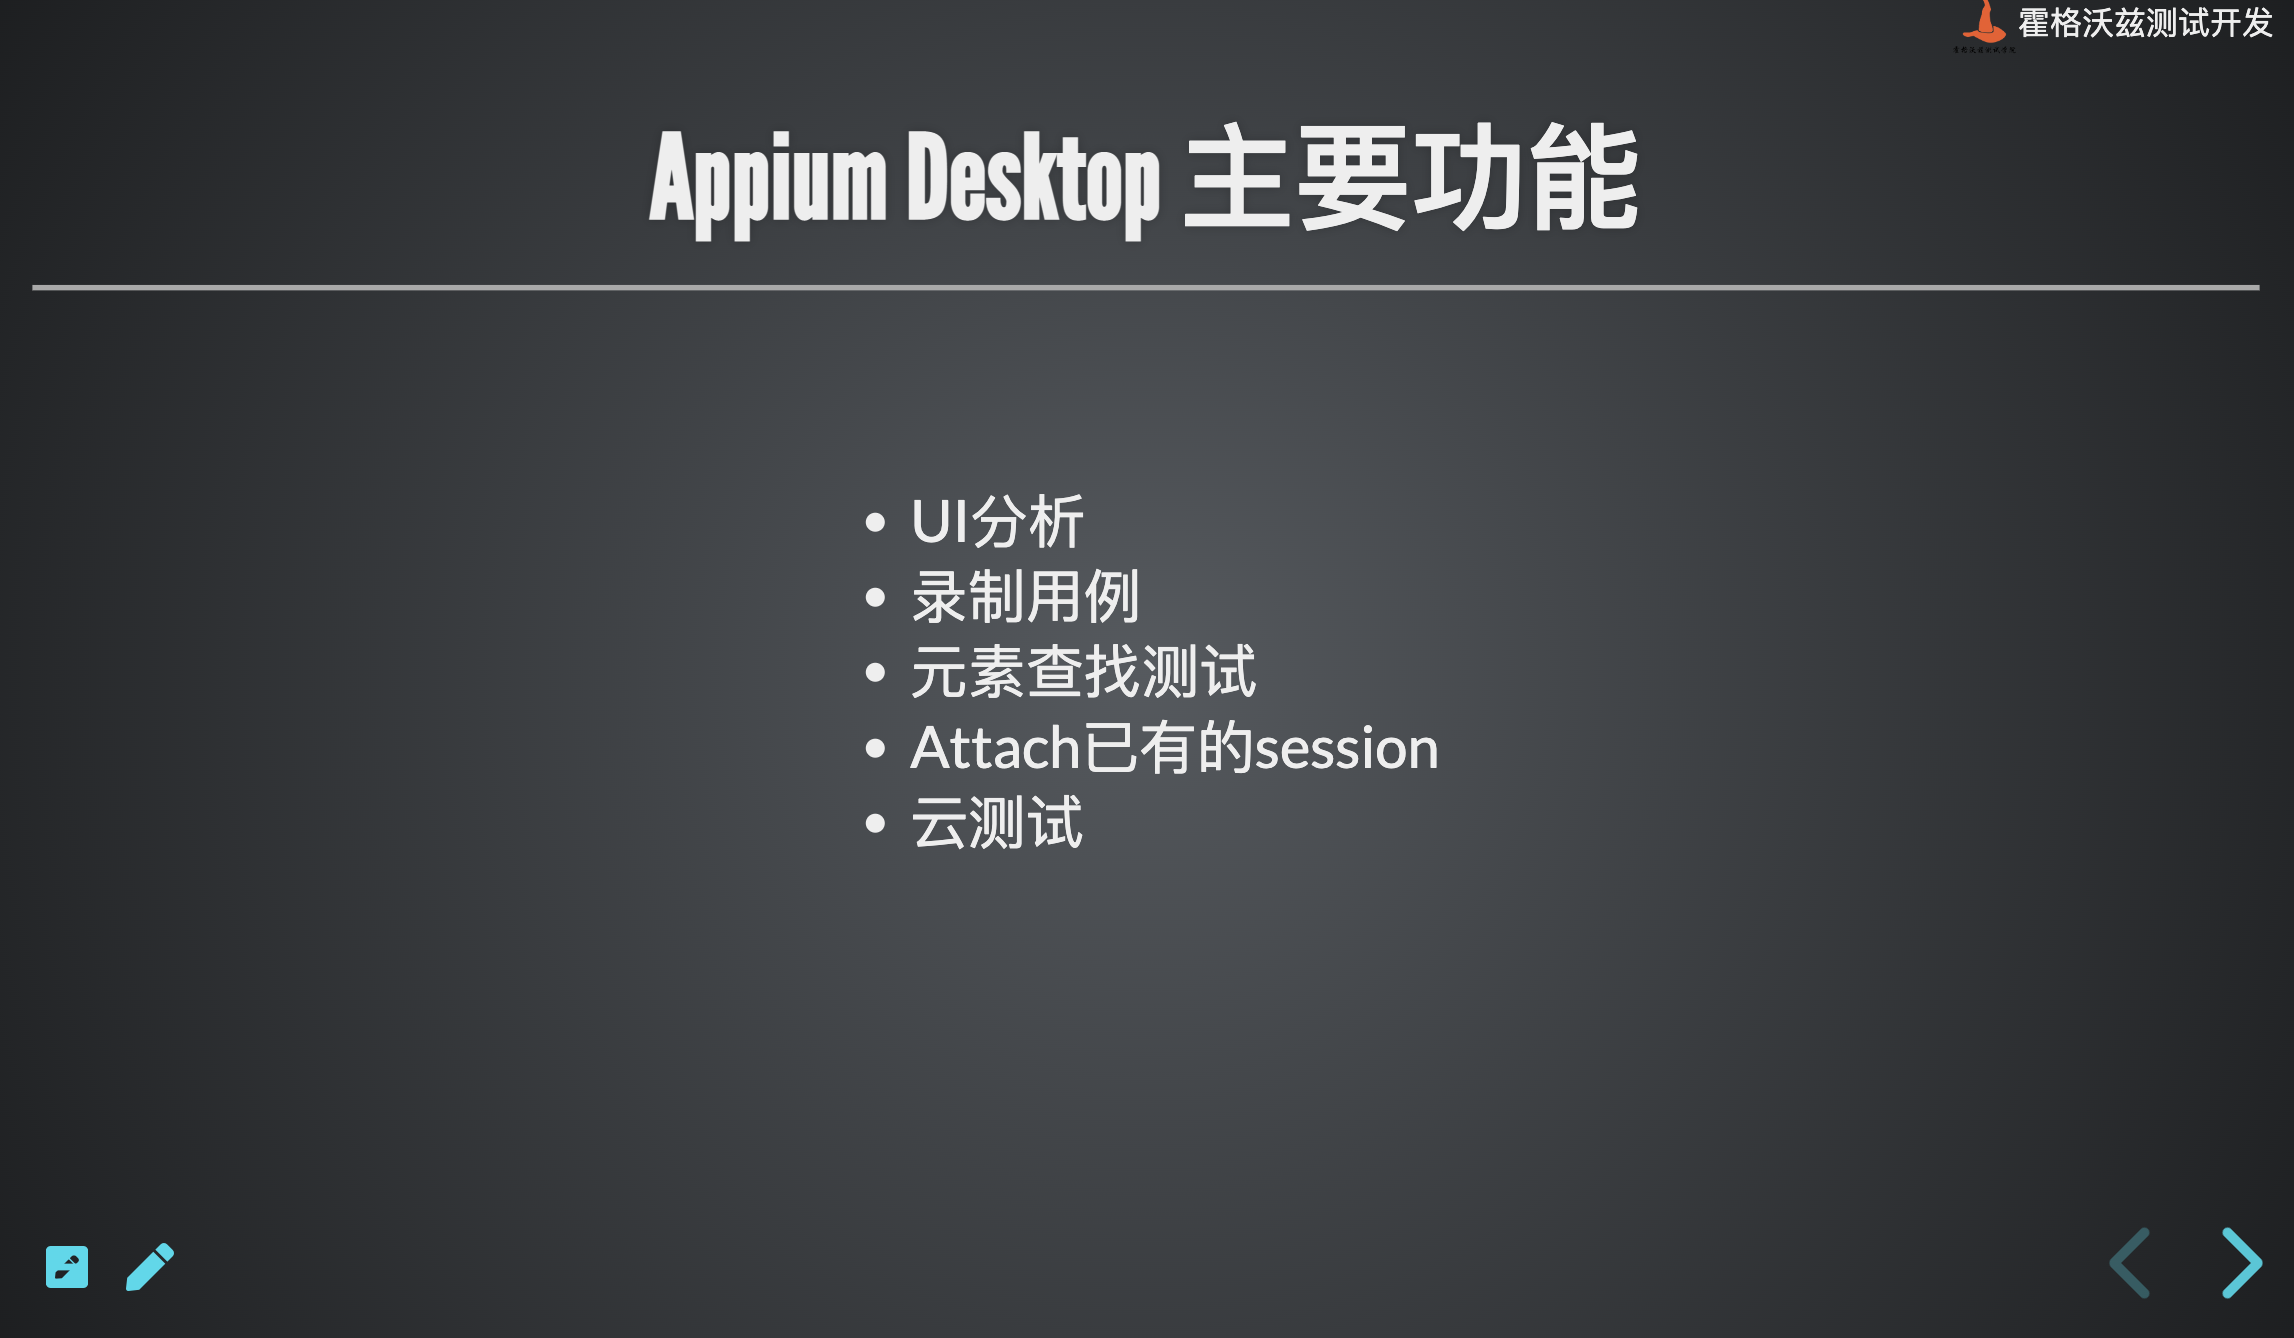 霍格沃兹测试开发
Appium Desktop 主要功能
UI分析
录制用例
元素查找测试
Attach已有的session
云测试